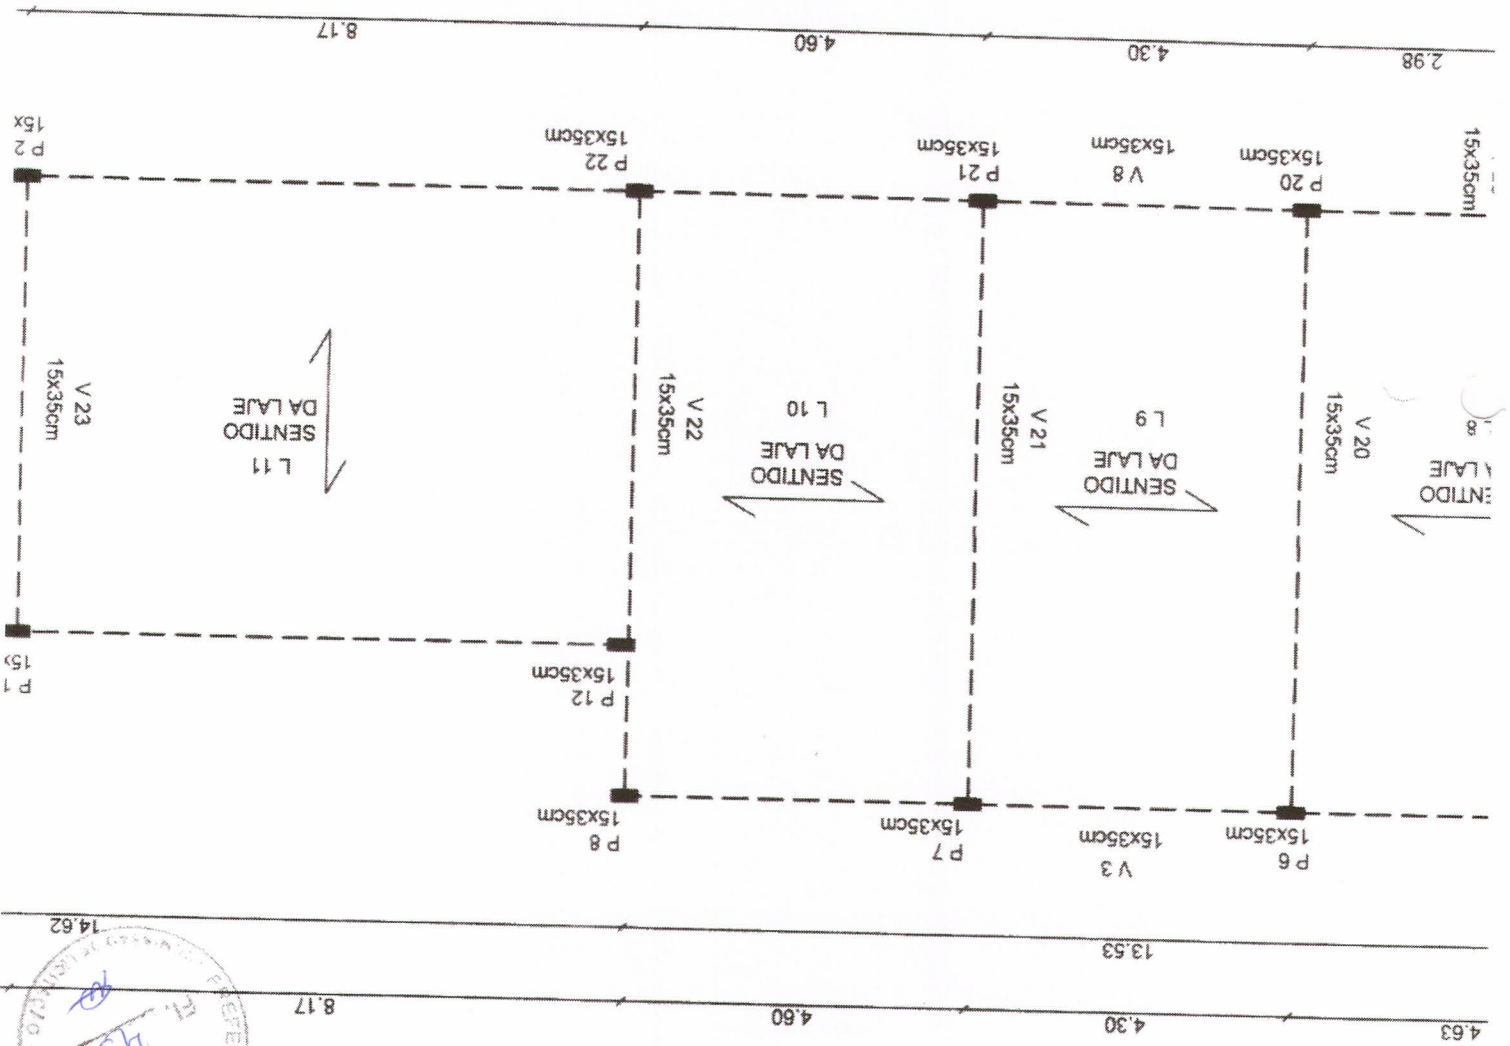 4.63
4.30
4.60
8.17
13.53
14.62
P 6
15x35cm
V 3
15x35cm
P 7
15x35cm
P 8
15x35cm
P 12
15x35cm
P 1
SENTIDO
DA LAJE
L 9
SENTIDO
DA LAJE
L 10
L 11
SENTIDO
DA LAJE
V 20
15x35cm
V 21
15x35cm
V 22
15x35cm
V 23
15x35cm
P 20
15x35cm
V 8
15x35cm
P 21
15x35cm
P 22
15x35cm
P 2
15x
15x35cm
2.98
4.30
4.60
8.17